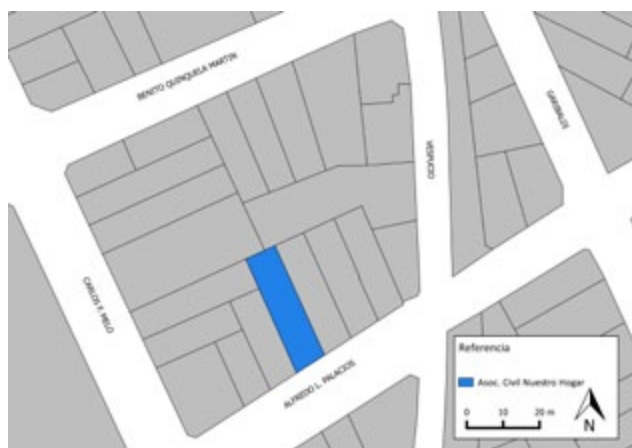 BENITO QUINQUELA MARTIN
GARIBALDI
VESPUCIO
CARLOS F. MELO
ALFREDO L. PALACIOS
Referencia
Asoc. Civil Nuestro Hogar
0 10 20 m
N